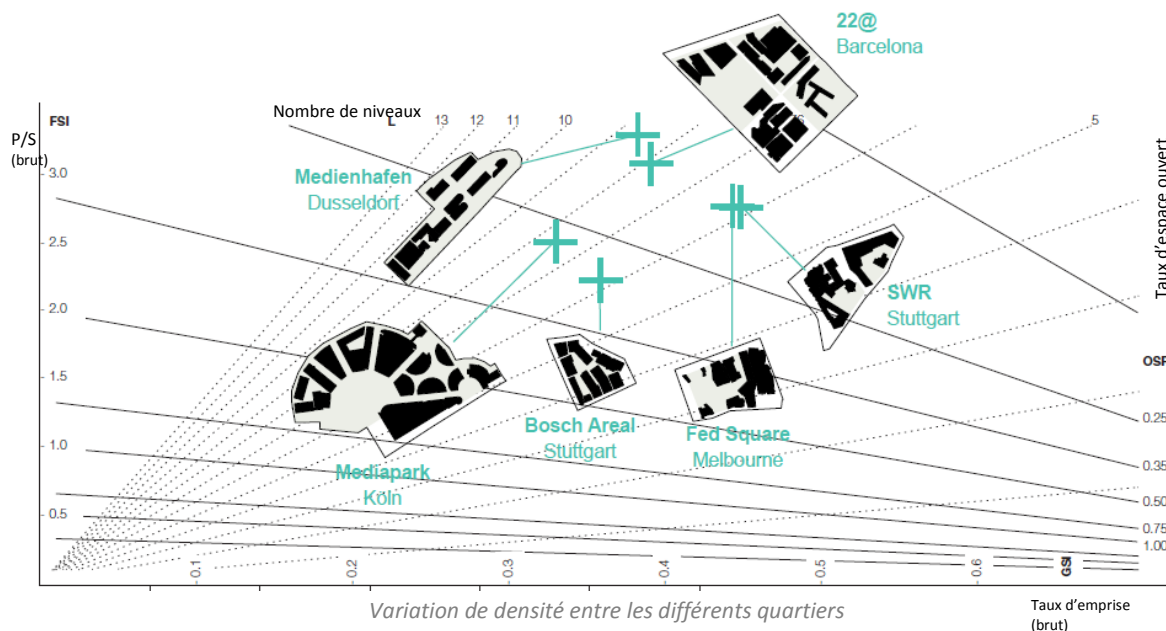 22@
Barcelona
Nombre de niveaux
FSI
L
13
12
11
10
5
P/S
(brut)
3.0
2.5
2.0
1.5
1.0
0.5
Medienhafen
Dusseldorf
Taux d'espace ouvert
SWR
Stuttgart
OSR
0.25
0.35
0.50
0.75
1.00
Bosch Areal
Stuttgart
Fed Square
Melbourne
Mediapark
Köln
0.1
0.2
0.3
0.4
0.5
0.6
GSI
Variation de densité entre les différents quartiers
Taux d'emprise
(brut)